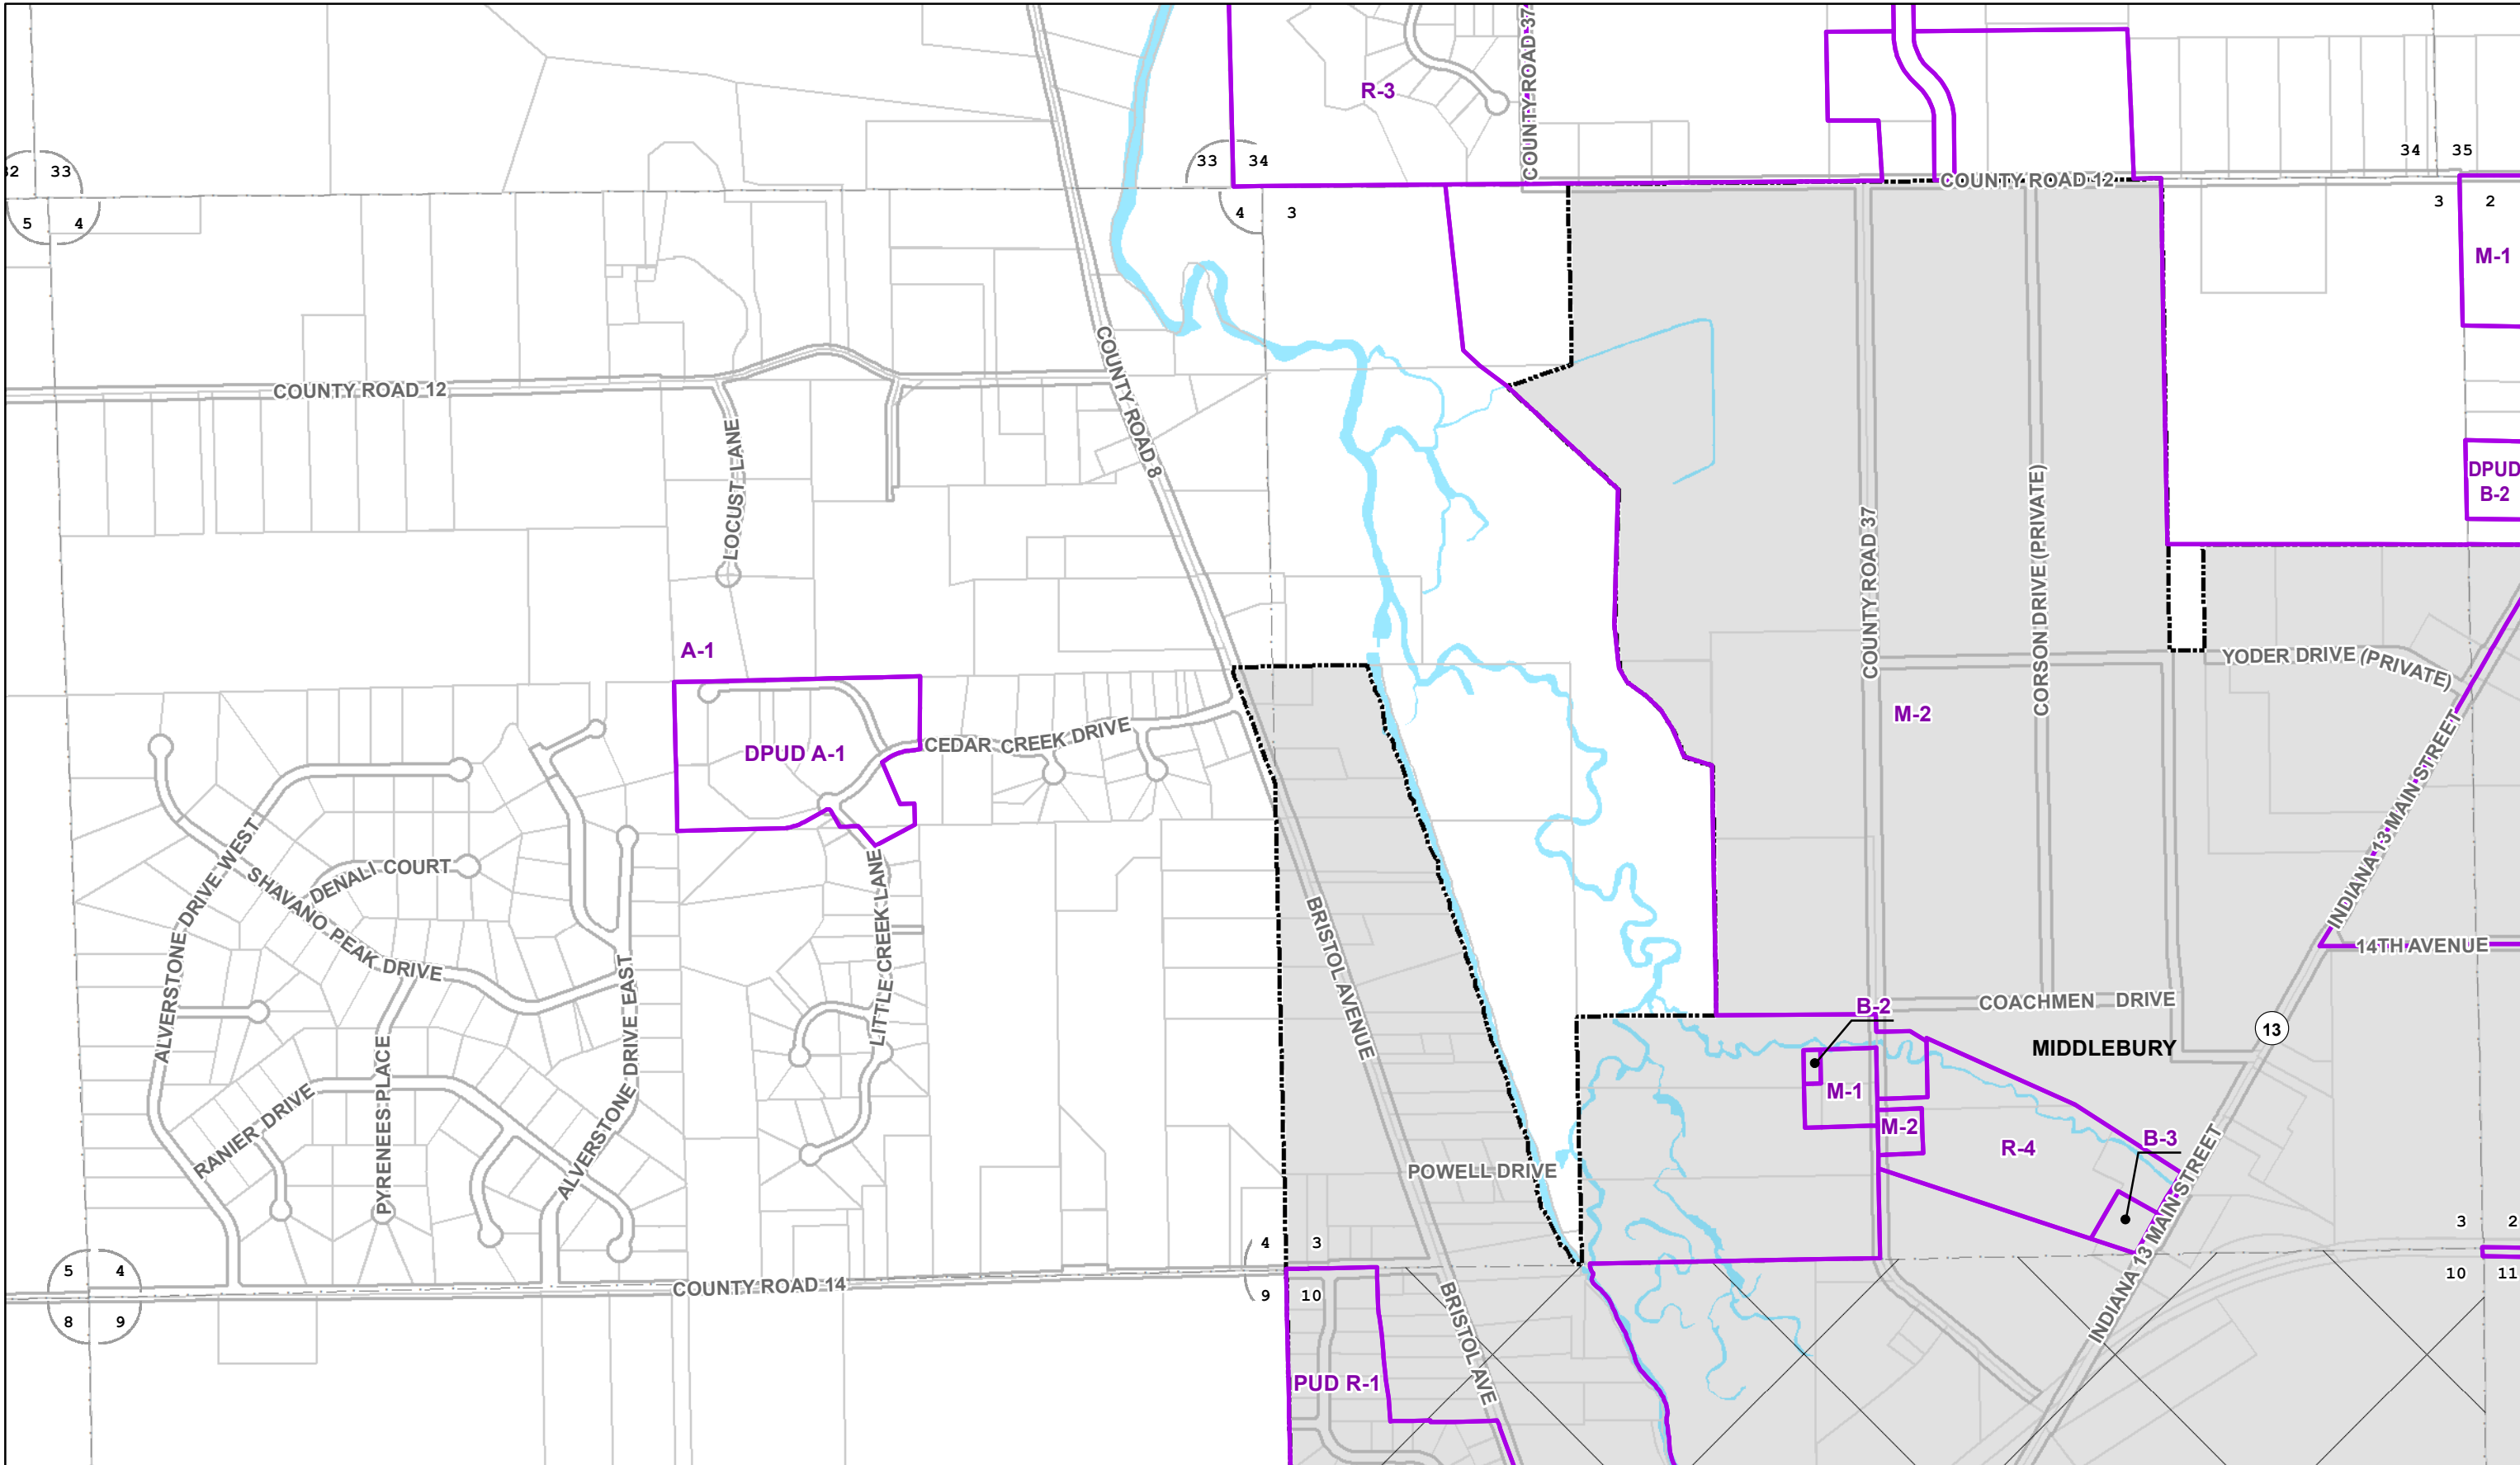 R-3
COUNTY ROAD 37
33
33
34
34
35
COUNTY ROAD 12
5
4
4
3
3
2
M-1
COUNTY ROAD 12
COUNTY ROAD 8
LOCUST LANE
DPUD
B-2
COUNTY ROAD 37
CORSON DRIVE (PRIVATE)
A-1
YODER DRIVE (PRIVATE)
M-2
DPUD A-1
CEDAR CREEK DRIVE
INDIANA 13 MAIN STREET
ALVERSTONE DRIVE WEST
SHAVANO PEAK DRIVE
DENALI COURT
LITTLE CREEK LANE
BRISTOL AVENUE
14TH AVENUE
ALVERSTONE DRIVE EAST
PYRENEES PLACE
RANIER DRIVE
B-2
COACHMEN DRIVE
13
MIDDLEBURY
M-1
M-2
R-4
B-3
POWELL DRIVE
INDIANA 13 MAIN STREET
5
4
8
9
COUNTY ROAD 14
4
3
9
10
3
2
10
11
PUD R-1
BRISTOL AVE